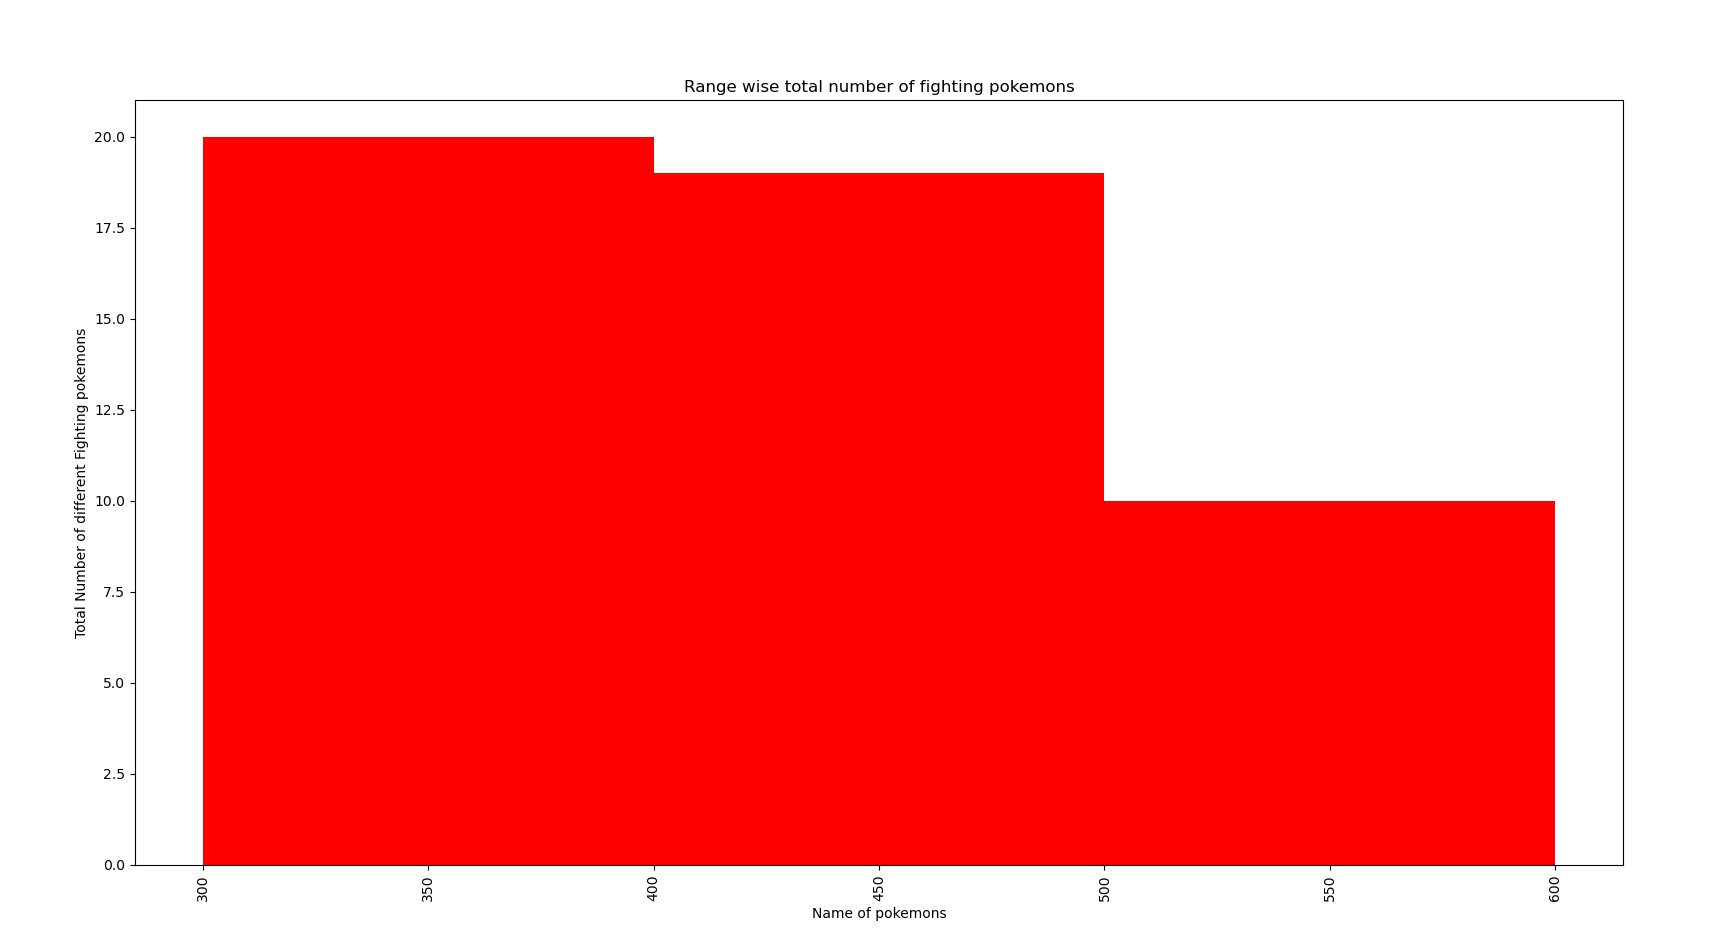 Range wise total number of fighting pokemons
Total Number of different Fighting pokemons
20.0
17.5
15.0
12.5
10.0
7.5
5.0
2.5
0.0
300 350 400 450 500 550 600
Name of pokemons